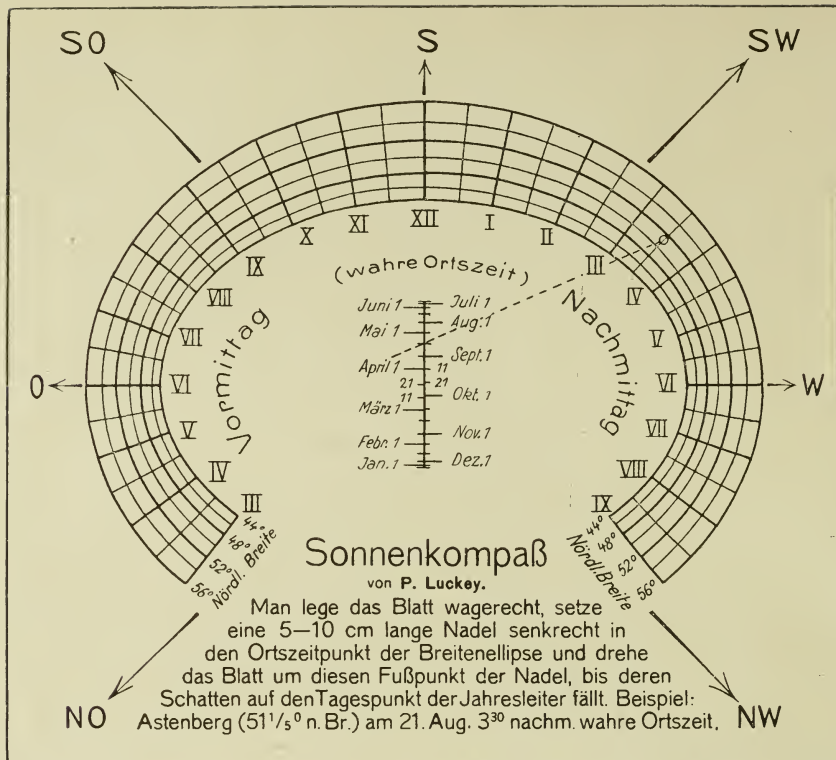 SO S SW
XII
XI I
X II
IX III
VIII IV
VII V
O VI VI W
V VII
IV VIII
III IX
(wahre Ortszeit)
Vormittag
Nachmittag
Juni 1 Juli 1
Mai 1 Aug. 1
April 1 Sept. 1
11
21 21
11 Okt. 1
März 1
Febr. 1 Nov. 1
Jan. 1 Dez. 1
44°
48°
52°
56°
Nördl. Breite
44°
48°
52°
56°
Nördl. Breite
Sonnenkompaß
von P. Luckey.
Man lege das Blatt wagerecht, setze
eine 5—10 cm lange Nadel senkrecht in
den Ortszeitpunkt der Breitenellipse und drehe
das Blatt um diesen Fußpunkt der Nadel, bis deren
Schatten auf den Tagespunkt der Jahresleiter fällt. Beispiel:
Astenberg (51¹/₅⁰ n. Br.) am 21. Aug. 3³⁰ nachm. wahre Ortszeit.
NO NW